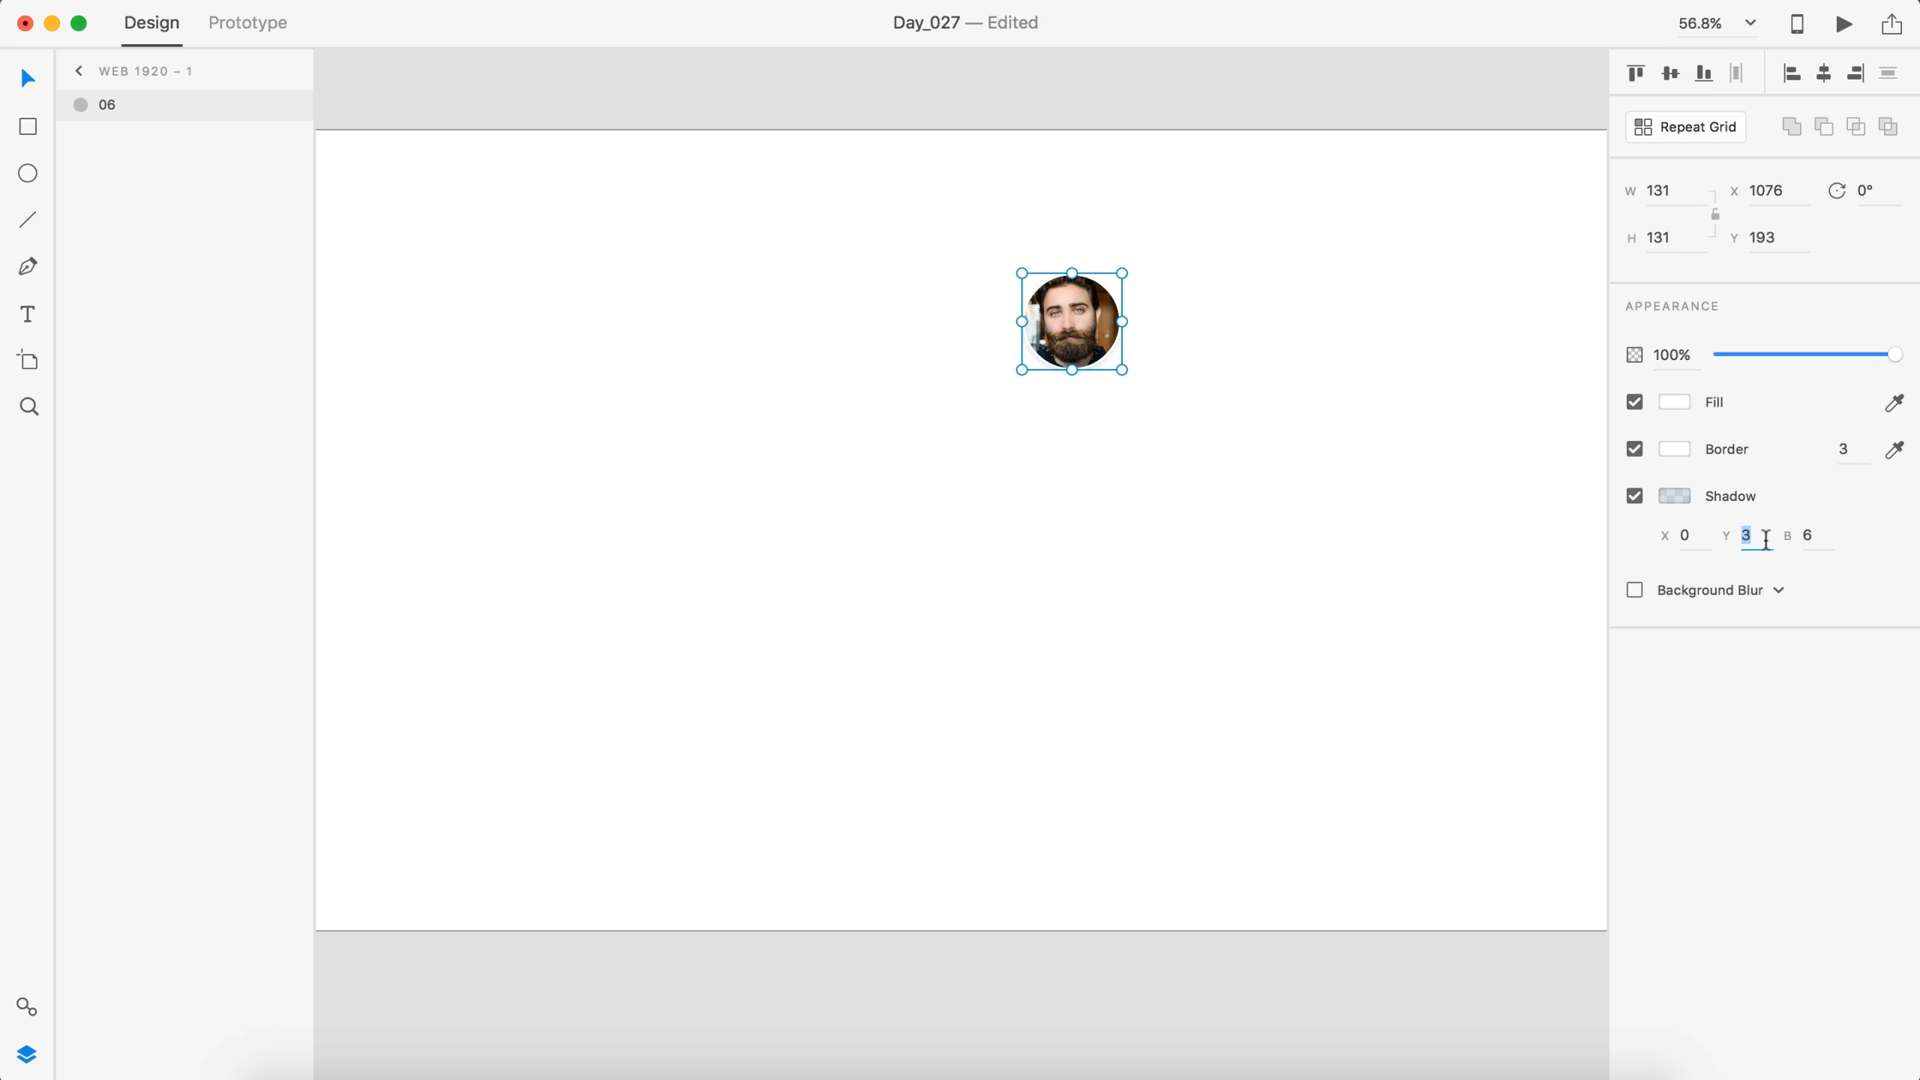 Design Prototype Day_027 — Edited 56.8%
WEB 1920 – 1
06
Repeat Grid
W 131 X 1076 0°
H 131 Y 193
APPEARANCE
100%
Fill
Border 3
Shadow
X 0 Y 3 B 6
Background Blur
T